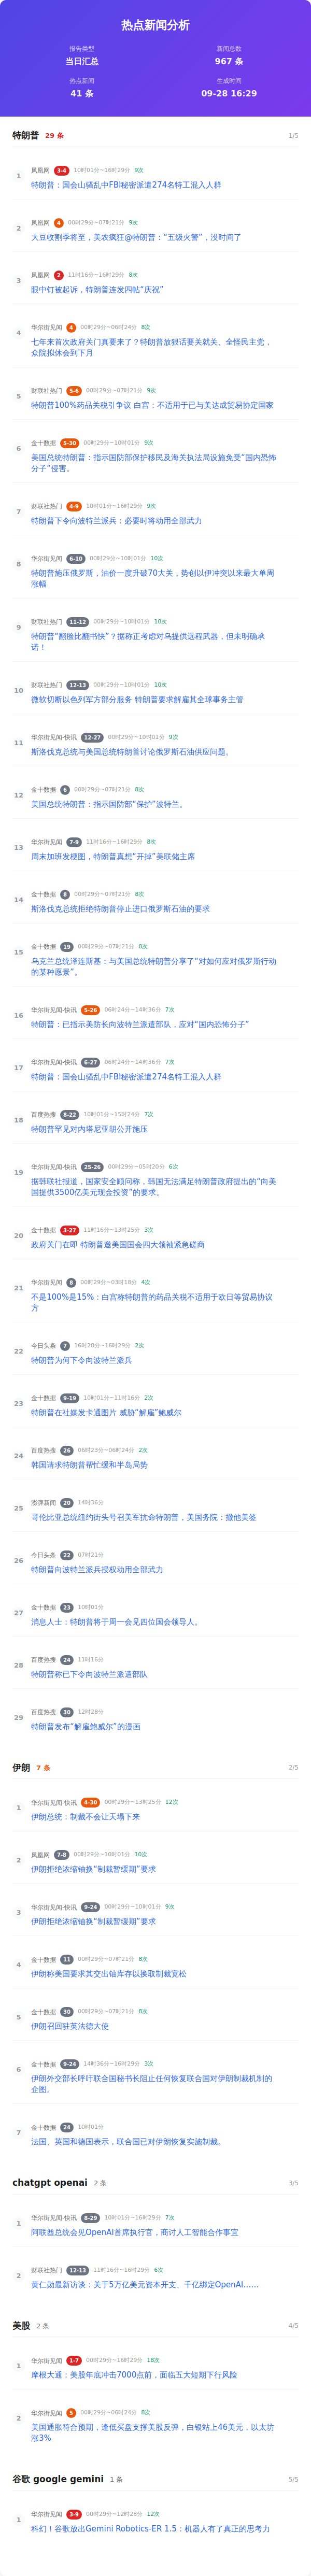 热点新闻分析
报告类型
当日汇总
新闻总数
967 条
热点新闻
41 条
生成时间
09-28 16:29
特朗普 29 条 1/5
1
凤凰网 3-4 10时01分~16时29分 9次
特朗普：国会山骚乱中FBI秘密派遣274名特工混入人群
2
凤凰网 4 00时29分~07时21分 9次
大豆收割季将至，美农疯狂@特朗普：“五级火警”，没时间了
3
凤凰网 2 11时16分~16时29分 8次
眼中钉被起诉，特朗普连发四帖“庆祝”
4
华尔街见闻 4 00时29分~06时24分 8次
七年来首次政府关门真要来了？特朗普放狠话要关就关、全怪民主党，
众院拟休会到下月
5
财联社热门 5-6 00时29分~07时21分 9次
特朗普100%药品关税引争议 白宫：不适用于已与美达成贸易协定国家
6
金十数据 5-30 00时29分~10时01分 9次
美国总统特朗普：指示国防部保护移民及海关执法局设施免受“国内恐怖
分子”侵害。
7
财联社热门 4-9 10时01分~16时29分 9次
特朗普下令向波特兰派兵：必要时将动用全部武力
8
华尔街见闻 6-10 00时29分~10时01分 10次
特朗普施压俄罗斯，油价一度升破70大关，势创以伊冲突以来最大单周
涨幅
9
财联社热门 11-12 00时29分~10时01分 10次
特朗普“翻脸比翻书快”？据称正考虑对乌提供远程武器，但未明确承
诺！
10
财联社热门 12-13 00时29分~10时01分 10次
微软切断以色列军方部分服务 特朗普要求解雇其全球事务主管
11
华尔街见闻-快讯 12-27 00时29分~10时01分 9次
斯洛伐克总统与美国总统特朗普讨论俄罗斯石油供应问题。
12
金十数据 6 00时29分~07时21分 8次
美国总统特朗普：指示国防部“保护”波特兰。
13
华尔街见闻 7-9 11时16分~16时29分 8次
周末加班发梗图，特朗普真想“开掉”美联储主席
14
金十数据 8 00时29分~07时21分 8次
斯洛伐克总统拒绝特朗普停止进口俄罗斯石油的要求
15
金十数据 19 00时29分~07时21分 8次
乌克兰总统泽连斯基：与美国总统特朗普分享了“对如何应对俄罗斯行动
的某种愿景”。
16
华尔街见闻-快讯 5-26 06时24分~14时36分 7次
特朗普：已指示美防长向波特兰派遣部队，应对“国内恐怖分子”
17
华尔街见闻-快讯 6-27 06时24分~14时36分 7次
特朗普：国会山骚乱中FBI秘密派遣274名特工混入人群
18
百度热搜 8-22 10时01分~15时24分 7次
特朗普罕见对内塔尼亚胡公开施压
19
华尔街见闻-快讯 25-26 00时29分~05时20分 6次
据韩联社报道，国家安全顾问称，韩国无法满足特朗普政府提出的“向美
国提供3500亿美元现金投资”的要求。
20
金十数据 3-27 11时16分~13时25分 3次
政府关门在即 特朗普邀美国国会四大领袖紧急磋商
21
华尔街见闻 8 00时29分~03时18分 4次
不是100%是15%：白宫称特朗普的药品关税不适用于欧日等贸易协议
方
22
今日头条 7 16时28分~16时29分 2次
特朗普为何下令向波特兰派兵
23
金十数据 9-19 10时01分~11时16分 2次
特朗普在社媒发卡通图片 威胁“解雇”鲍威尔
24
百度热搜 26 06时23分~06时24分 2次
韩国请求特朗普帮忙缓和半岛局势
25
澎湃新闻 20 14时36分
哥伦比亚总统纽约街头号召美军抗命特朗普，美国务院：撤他美签
26
今日头条 22 07时21分
特朗普向波特兰派兵授权动用全部武力
27
金十数据 23 10时01分
消息人士：特朗普将于周一会见四位国会领导人。
28
百度热搜 24 11时16分
特朗普称已下令向波特兰派遣部队
29
百度热搜 30 12时28分
特朗普发布“解雇鲍威尔”的漫画
伊朗 7 条 2/5
1
华尔街见闻-快讯 4-30 00时29分~13时25分 12次
伊朗总统：制裁不会让天塌下来
2
凤凰网 7-8 00时29分~10时01分 10次
伊朗拒绝浓缩铀换“制裁暂缓期”要求
3
华尔街见闻-快讯 9-24 00时29分~10时01分 9次
伊朗拒绝浓缩铀换“制裁暂缓期”要求
4
金十数据 11 00时29分~07时21分 8次
伊朗称美国要求其交出铀库存以换取制裁宽松
5
金十数据 30 00时29分~07时21分 8次
伊朗召回驻英法德大使
6
金十数据 9-24 14时36分~16时29分 3次
伊朗外交部长呼吁联合国秘书长阻止任何恢复联合国对伊朗制裁机制的
企图。
7
金十数据 24 10时01分
法国、英国和德国表示，联合国已对伊朗恢复实施制裁。
chatgpt openai 2 条 3/5
1
华尔街见闻-快讯 8-29 10时01分~16时29分 7次
阿联酋总统会见OpenAI首席执行官，商讨人工智能合作事宜
2
财联社热门 12-13 11时16分~16时29分 6次
黄仁勋最新访谈：关于5万亿美元资本开支、千亿绑定OpenAI……
美股 2 条 4/5
1
华尔街见闻 1-7 00时29分~16时29分 18次
摩根大通：美股年底冲击7000点前，面临五大短期下行风险
2
华尔街见闻 5 00时29分~06时24分 8次
美国通胀符合预期，逢低买盘支撑美股反弹，白银站上46美元，以太坊
涨3%
谷歌 google gemini 1 条 5/5
1
华尔街见闻 3-9 00时29分~12时28分 12次
科幻！谷歌放出Gemini Robotics-ER 1.5：机器人有了真正的思考力